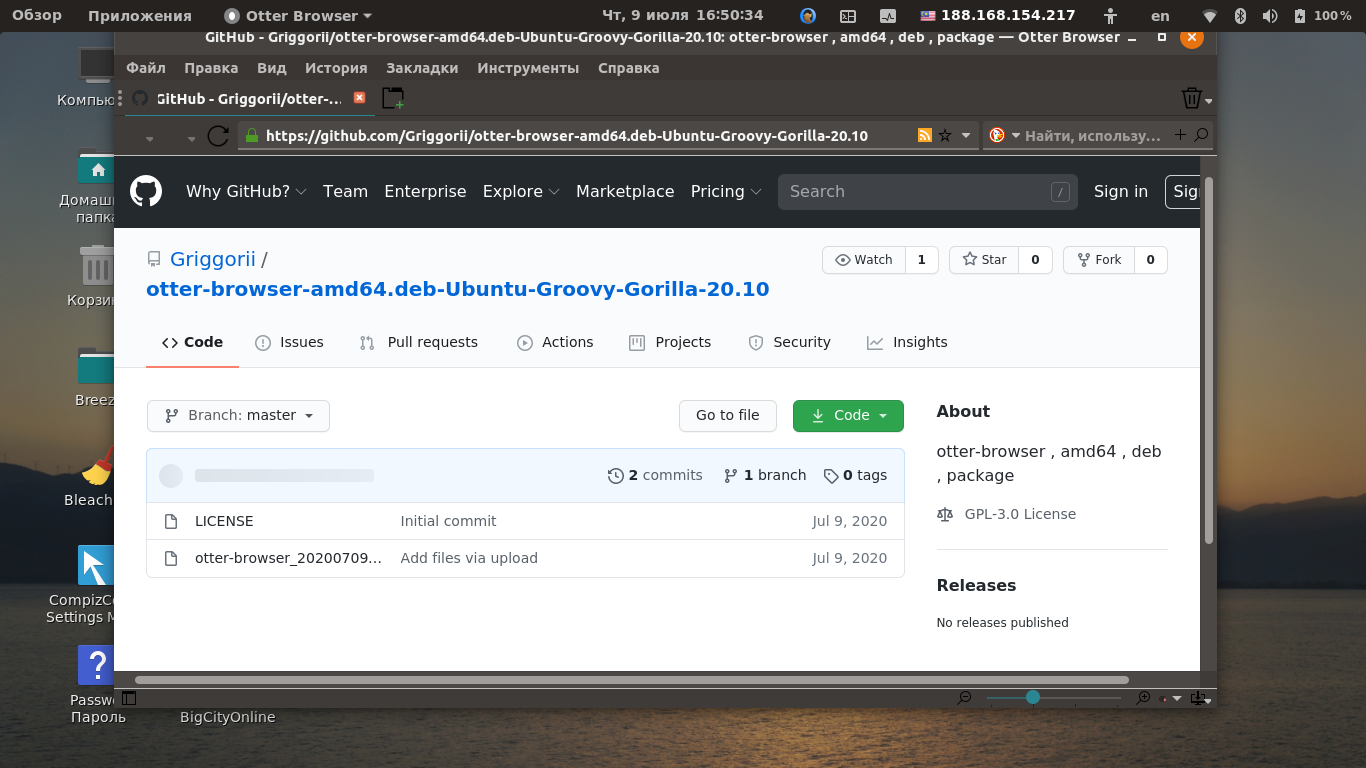 Обзор Приложения Otter Browser Чт, 9 июля 16:50:34 188.168.154.217 en 100 %
GitHub - Griggorii/otter-browser-amd64.deb-Ubuntu-Groovy-Gorilla-20.10: otter-browser , amd64 , deb , package — Otter Browser
Файл Правка Вид История Закладки Инструменты Справка
GitHub - Griggorii/otter-...
https://github.com/Griggorii/otter-browser-amd64.deb-Ubuntu-Groovy-Gorilla-20.10 Найти, использу...
Why GitHub? Team Enterprise Explore Marketplace Pricing Search / Sign in Sig
Griggorii /
Watch 1 Star 0 Fork 0
otter-browser-amd64.deb-Ubuntu-Groovy-Gorilla-20.10
Code Issues Pull requests Actions Projects Security Insights
Branch: master Go to file Code
2 commits 1 branch 0 tags
LICENSE Initial commit Jul 9, 2020
otter-browser_20200709... Add files via upload Jul 9, 2020
About
otter-browser , amd64 , deb
, package
GPL-3.0 License
Releases
No releases published
Компью
Домаш
папка
Корзин
Breez
Bleach
CompizCo
Settings M
Passw
Пароль
BigCityOnline